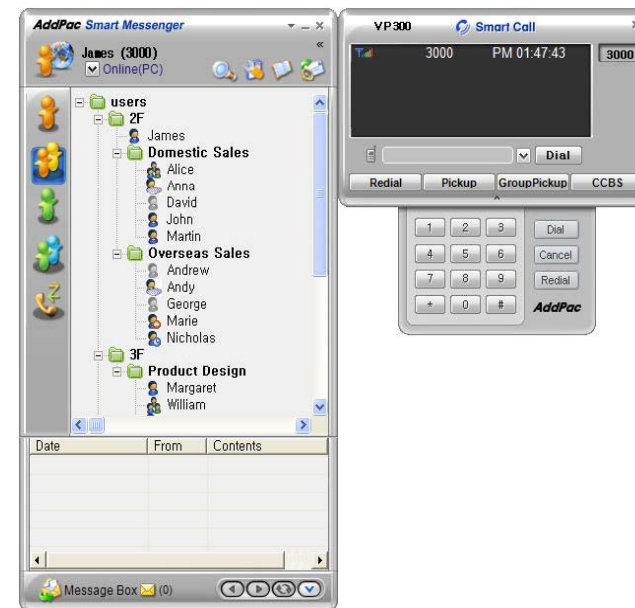 AddPac Smart Messenger
James (3000)
Online(PC)
users
2F
James
Domestic Sales
Alice
Anna
David
John
Martin
Overseas Sales
Andrew
Andy
George
Marie
Nicholas
3F
Product Design
Margaret
William
Date From Contents
Message Box (0)
VP300 Smart Call
3000 PM 01:47:43 3000
Dial
Redial Pickup GroupPickup CCBS
1 2 3 Dial
4 5 6 Cancel
7 8 9 Redial
* 0 # AddPac